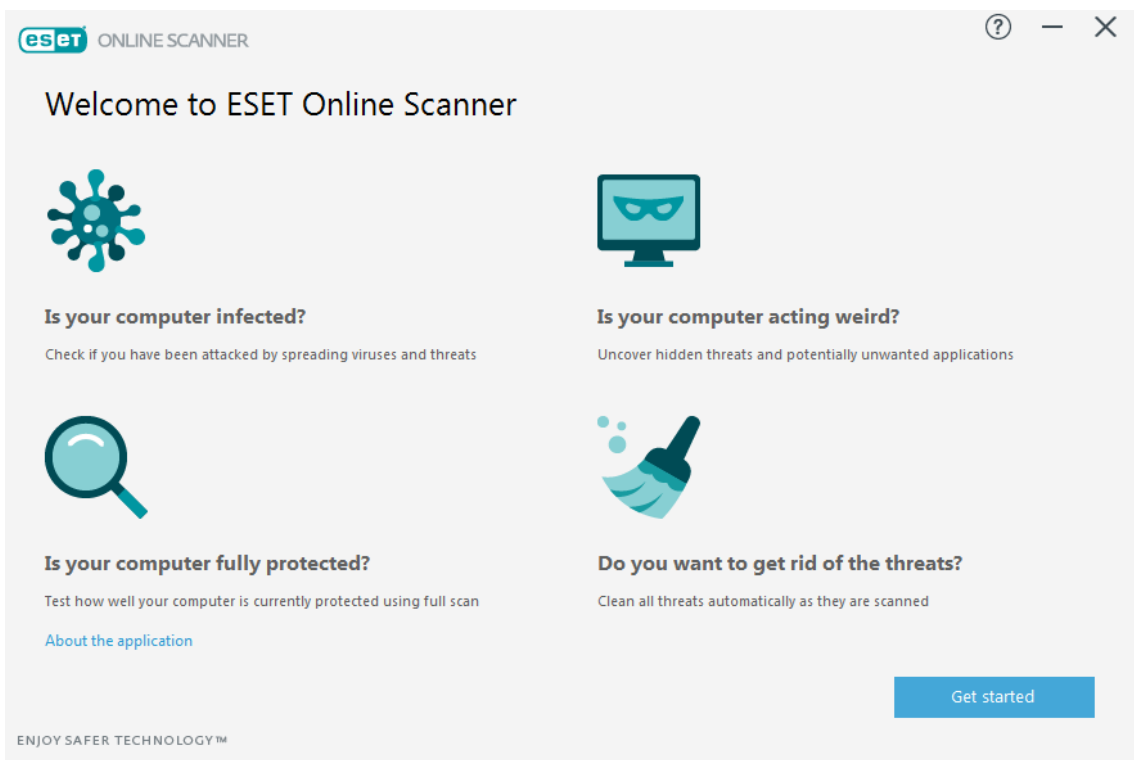 eset ONLINE SCANNER
?
Welcome to ESET Online Scanner
Is your computer infected?
Check if you have been attacked by spreading viruses and threats
Is your computer acting weird?
Uncover hidden threats and potentially unwanted applications
Is your computer fully protected?
Test how well your computer is currently protected using full scan
About the application
Do you want to get rid of the threats?
Clean all threats automatically as they are scanned
Get started
ENJOY SAFER TECHNOLOGY™